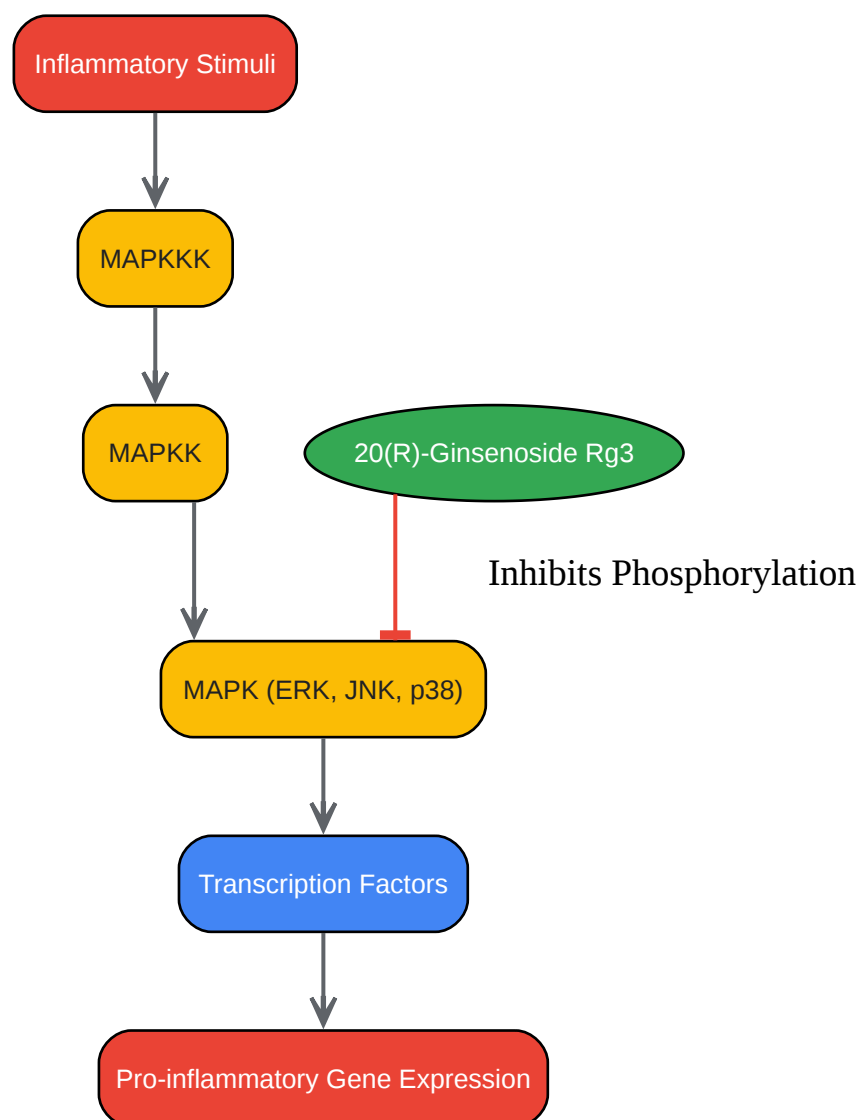 Inflammatory Stimuli
MAPKKK
MAPKK
20(R)-Ginsenoside Rg3
Inhibits Phosphorylation
MAPK (ERK, JNK, p38)
Transcription Factors
Pro-inflammatory Gene Expression